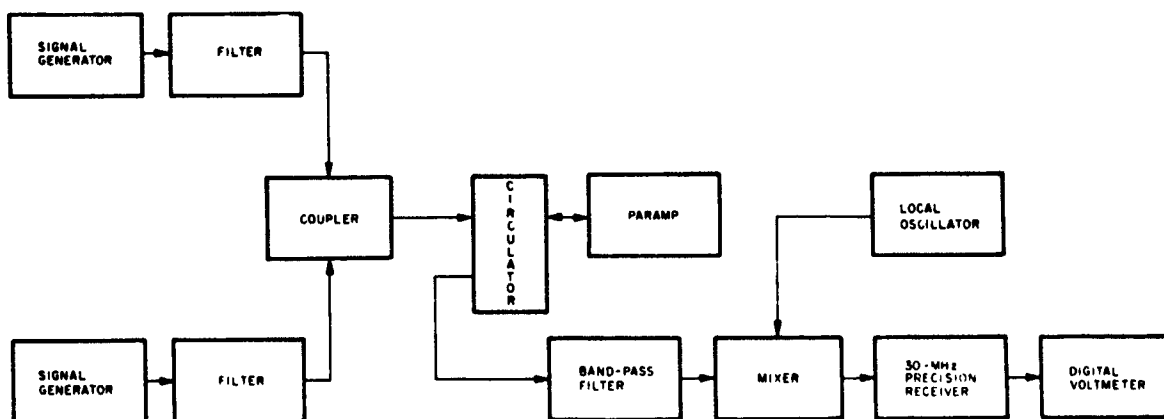 SIGNAL
GENERATOR
FILTER
COUPLER
CIRCULATOR
PARAMP
LOCAL
OSCILLATOR
SIGNAL
GENERATOR
FILTER
BAND-PASS
FILTER
MIXER
30-MHz
PRECISION
RECEIVER
DIGITAL
VOLTMETER